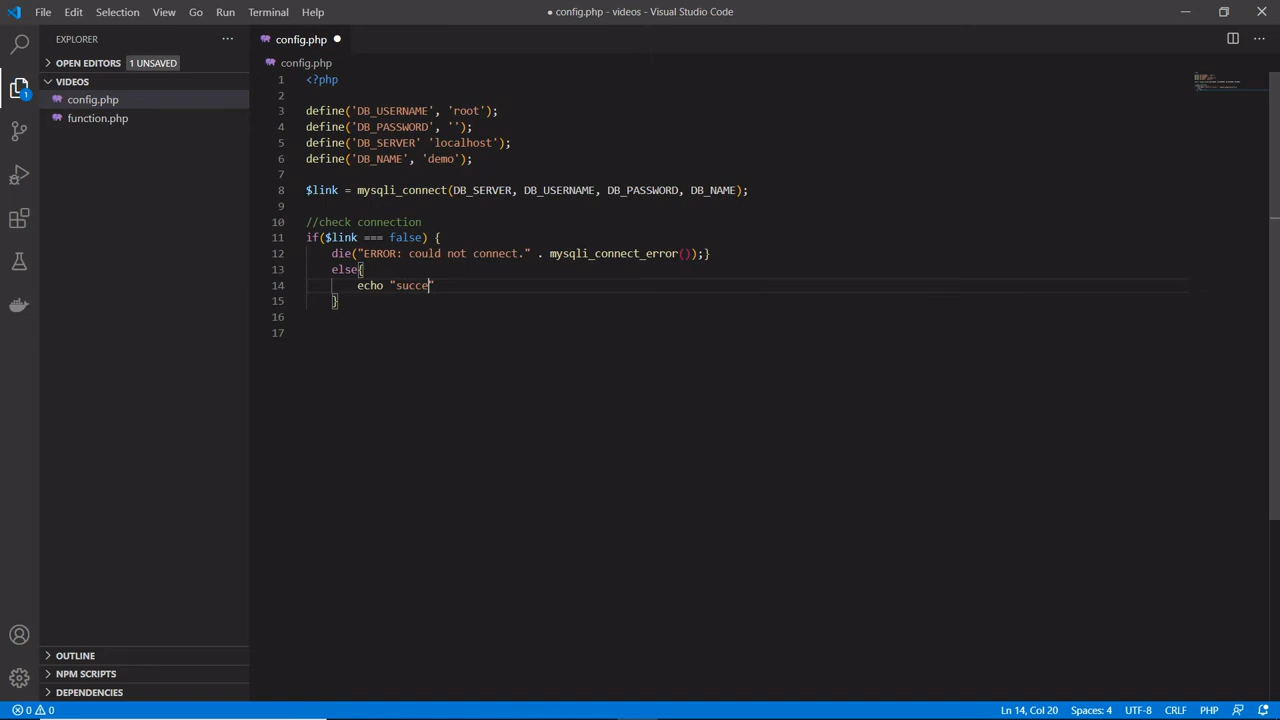 File Edit Selection View Go Run Terminal Help
● config.php - videos - Visual Studio Code
EXPLORER
OPEN EDITORS 1 UNSAVED
VIDEOS
config.php
function.php
OUTLINE
NPM SCRIPTS
DEPENDENCIES
1
config.php
config.php
1 <?php
2
3 define('DB_USERNAME', 'root');
4 define('DB_PASSWORD', '');
5 define('DB_SERVER' 'localhost');
6 define('DB_NAME', 'demo');
7
8 $link = mysqli_connect(DB_SERVER, DB_USERNAME, DB_PASSWORD, DB_NAME);
9
10 //check connection
11 if($link === false) {
12 die("ERROR: could not connect." . mysqli_connect_error());}
13 else{
14 echo "succe"
15 }
16
17
0 0
Ln 14, Col 20 Spaces: 4 UTF-8 CRLF PHP